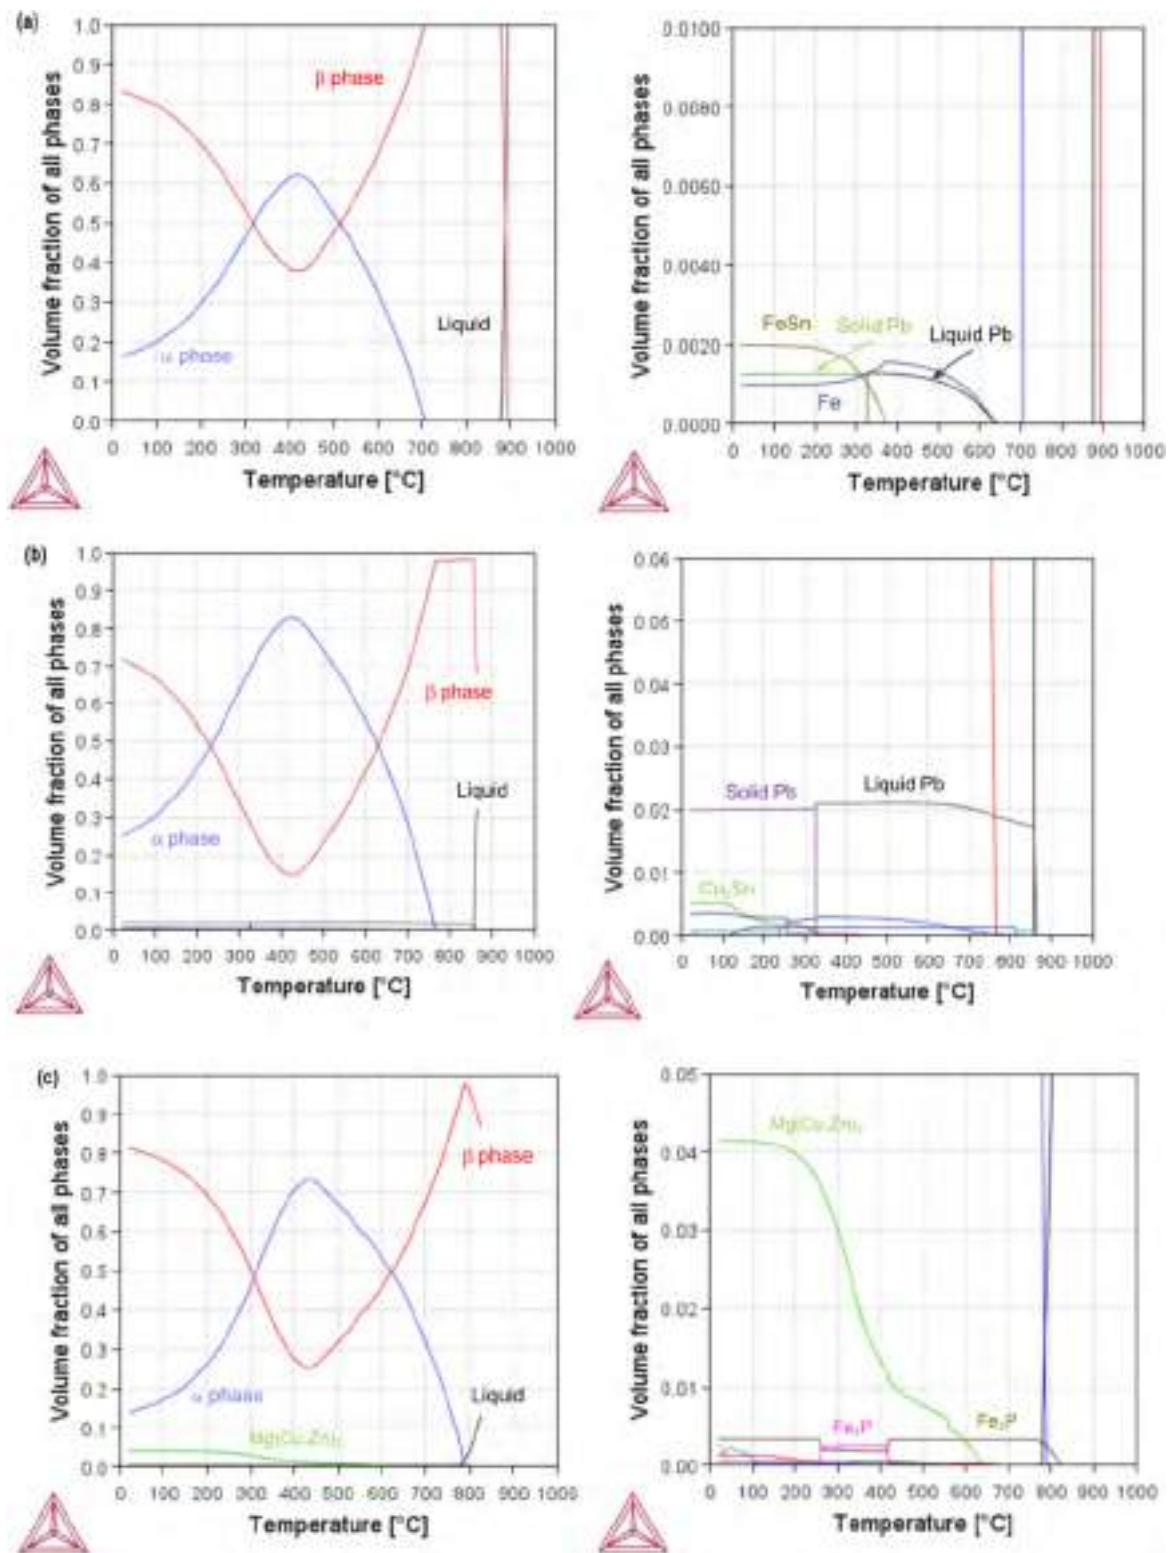 (a)
Volume fraction of all phases
1.0
0.9
0.8
0.7
0.6
0.5
0.4
0.3
0.2
0.1
0.0
β phase
α phase
Liquid
0 100 200 300 400 500 600 700 800 900 1000
Temperature [°C]
Volume fraction of all phases
0.0100
0.0080
0.0060
0.0040
0.0020
0.0000
FeSn
Solid Pb
Liquid Pb
Fe
0 100 200 300 400 500 600 700 800 900 1000
Temperature [°C]
(b)
Volume fraction of all phases
1.0
0.9
0.8
0.7
0.6
0.5
0.4
0.3
0.2
0.1
0.0
β phase
Liquid
α phase
0 100 200 300 400 500 600 700 800 900 1000
Temperature [°C]
Volume fraction of all phases
0.06
0.05
0.04
0.03
0.02
0.01
0.00
Solid Pb
Liquid Pb
Cu₃Sn
0 100 200 300 400 500 600 700 800 900 1000
Temperature [°C]
(c)
Volume fraction of all phases
1.0
0.9
0.8
0.7
0.6
0.5
0.4
0.3
0.2
0.1
0.0
β phase
α phase
Liquid
Mg(Cu,Zn)₂
0 100 200 300 400 500 600 700 800 900 1000
Temperature [°C]
Volume fraction of all phases
0.05
0.04
0.03
0.02
0.01
0.00
Mg(Cu,Zn)₂
Fe₃P
Fe₂P
0 100 200 300 400 500 600 700 800 900 1000
Temperature [°C]